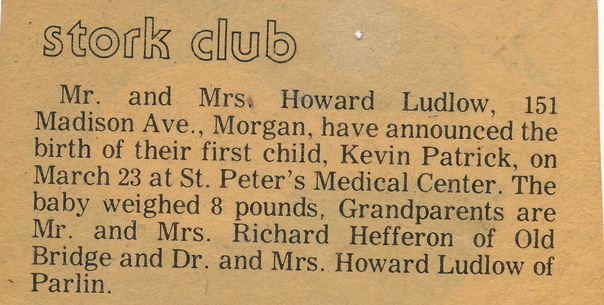 stork club
Mr. and Mrs. Howard Ludlow, 151
Madison Ave., Morgan, have announced the
birth of their first child, Kevin Patrick, on
March 23 at St. Peter's Medical Center. The
baby weighed 8 pounds. Grandparents are
Mr. and Mrs. Richard Hefferon of Old
Bridge and Dr. and Mrs. Howard Ludlow of
Parlin.